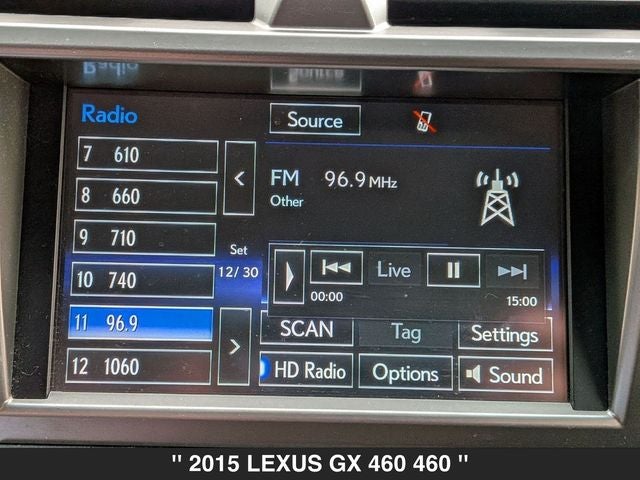 Radio
Source
7 610
8 660
9 710
10 740
11 96.9
12 1060
<
Set
12/ 30
>
FM 96.9 MHz
Other
Live
00:00
15:00
SCAN
Tag
Settings
HD Radio
Options
Sound
" 2015 LEXUS GX 460 460 "